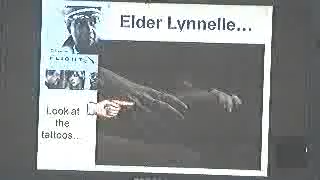 Elder Lynnelle...
FLIGHT
Look at
the
tattoos...